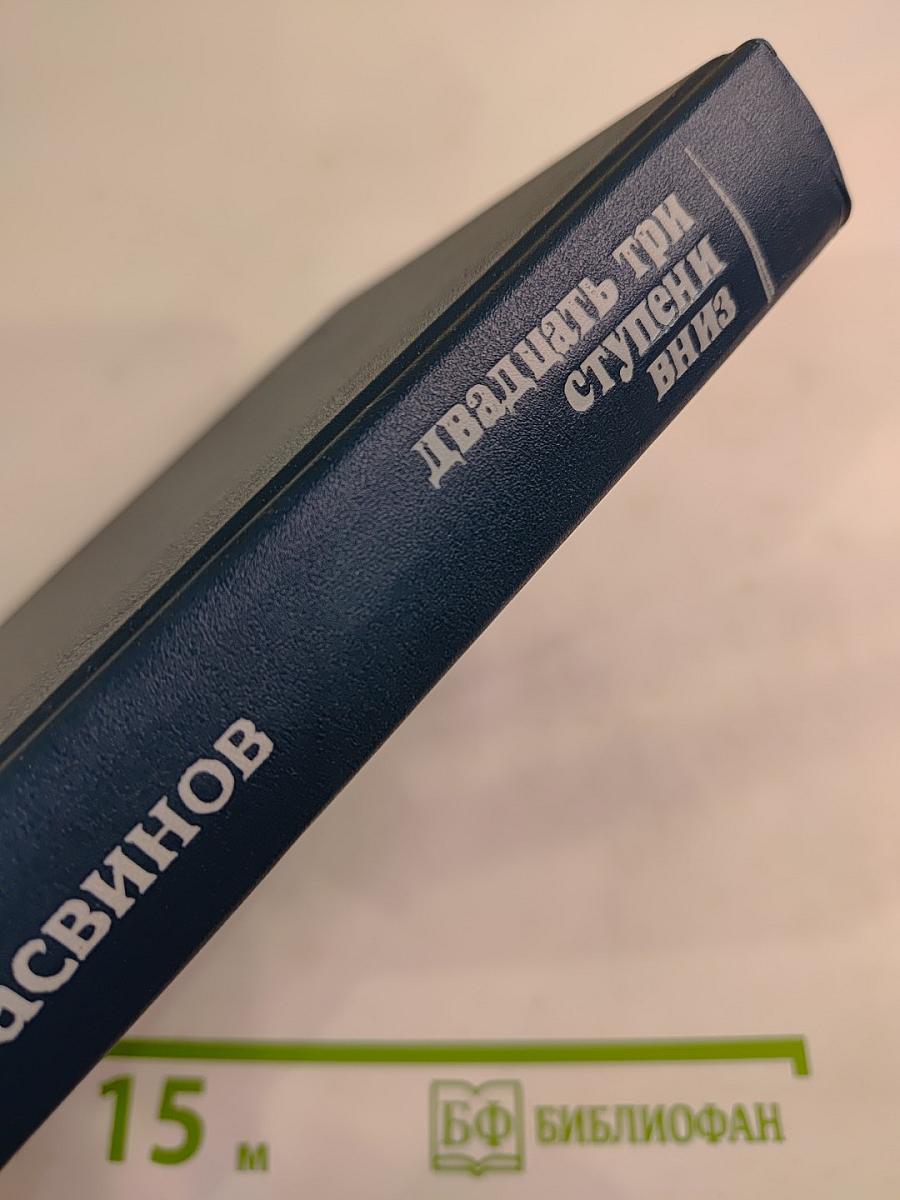 двадцать три
ступени
вниз
асвинов
15 м
БФ БИБЛИОФАН